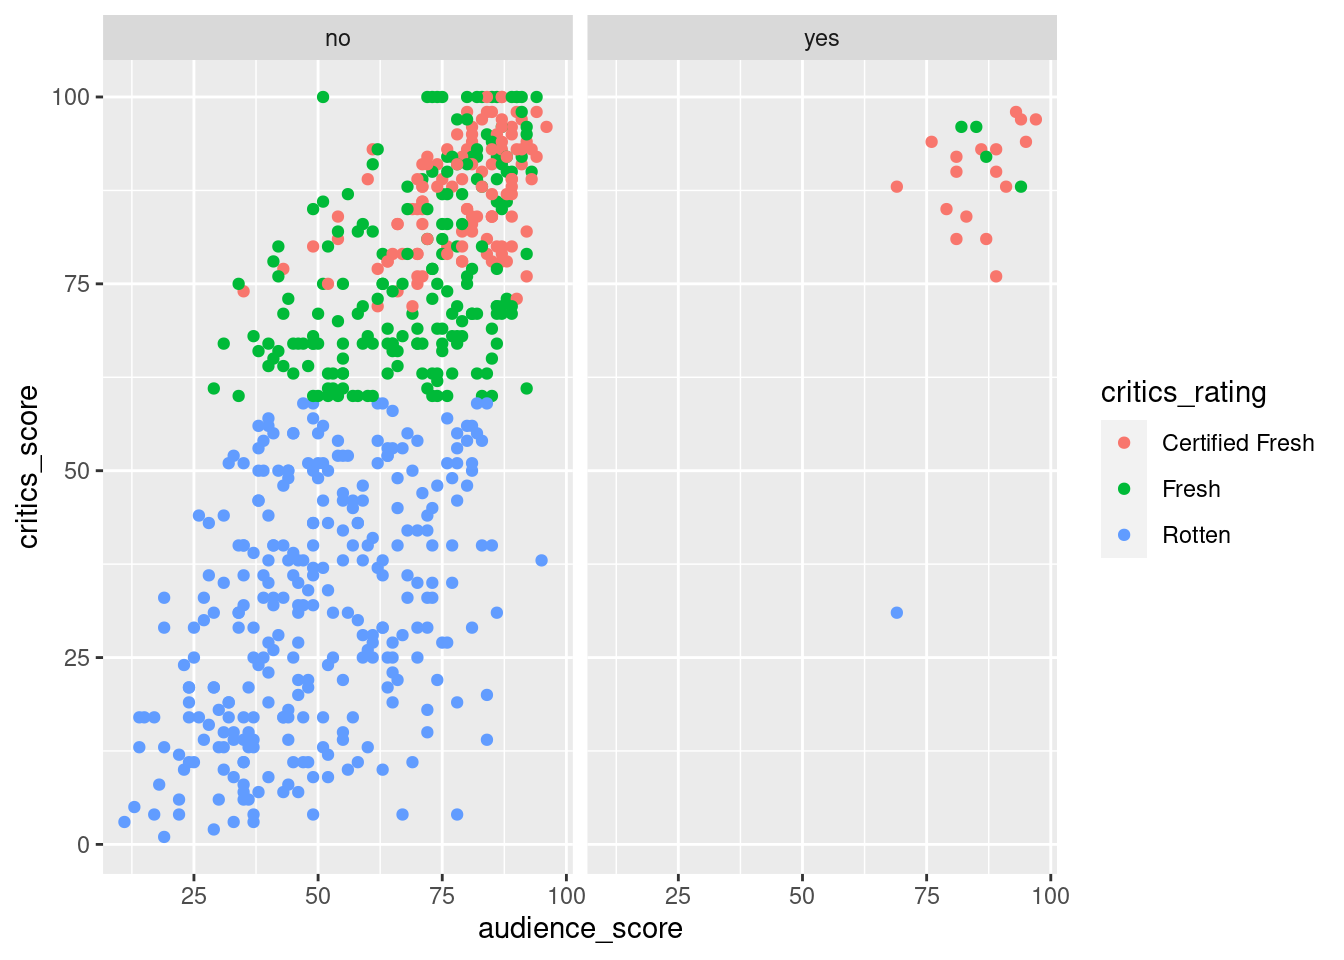 no yes
100
75
50
25
0
critics_score
25 50 75 100 25 50 75 100
audience_score
critics_rating
Certified Fresh
Fresh
Rotten